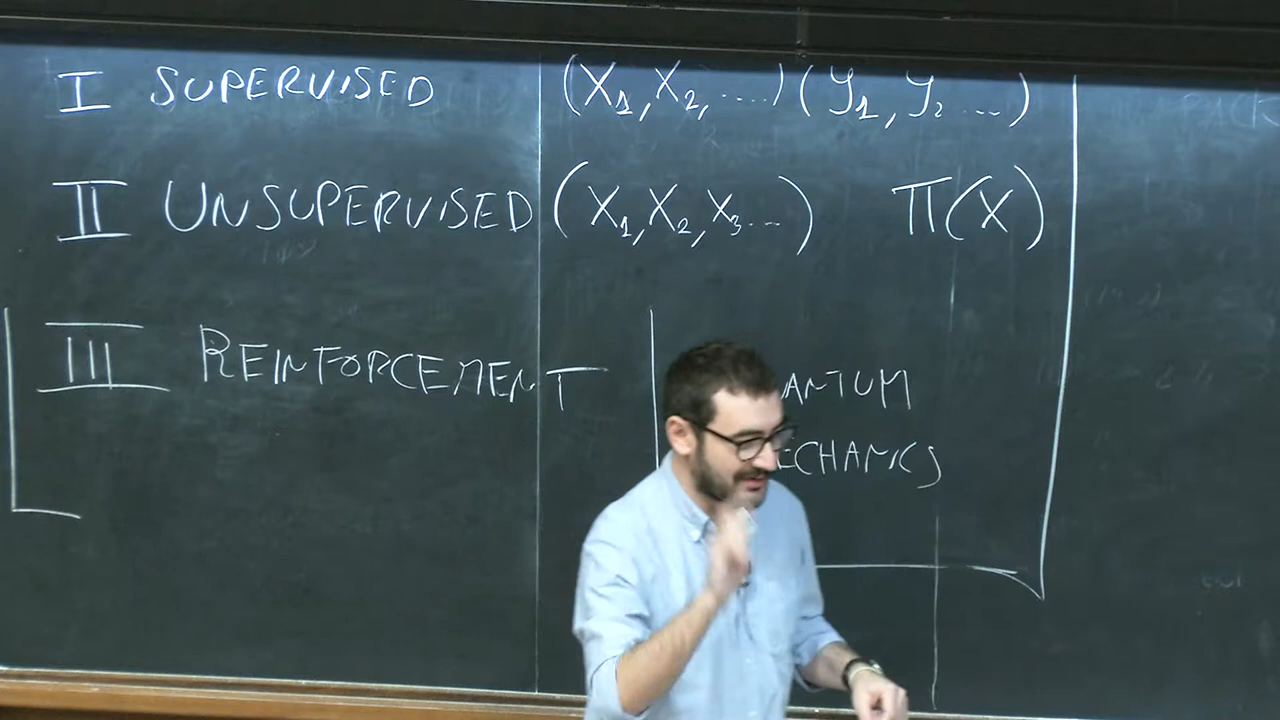 I SUPERVISED (X₁, X₂, ....) (y₁, y₂ ...)
II UNSUPERVISED (X₁, X₂, X₃ ...) π(X)
III REINFORCEMENT ANTUM
ECHANICS